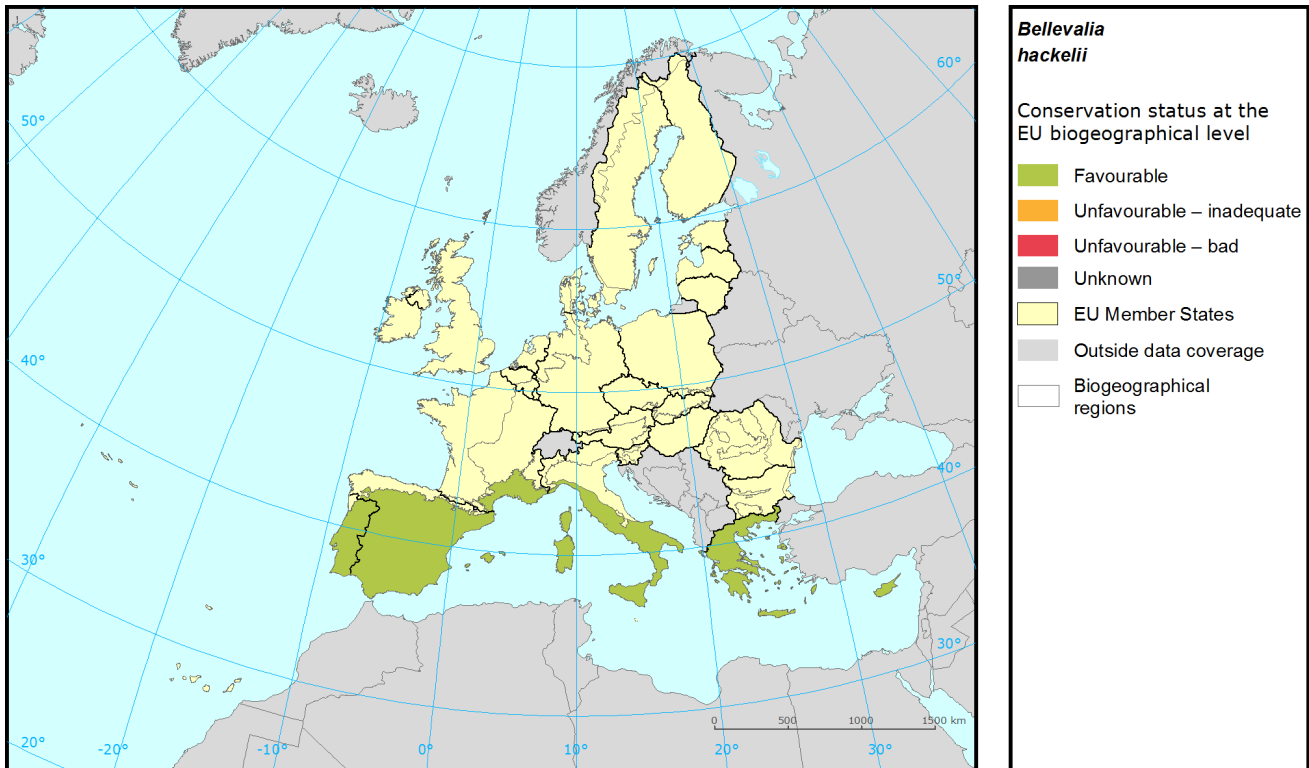 Bellevalia
hackelii
Conservation status at the
EU biogeographical level
Favourable
Unfavourable – inadequate
Unfavourable – bad
Unknown
EU Member States
Outside data coverage
Biogeographical
regions
60°
50°
50°
40°
40°
30°
30°
20°
-20°
-10°
0°
10°
20°
30°
0 500 1000 1500 km